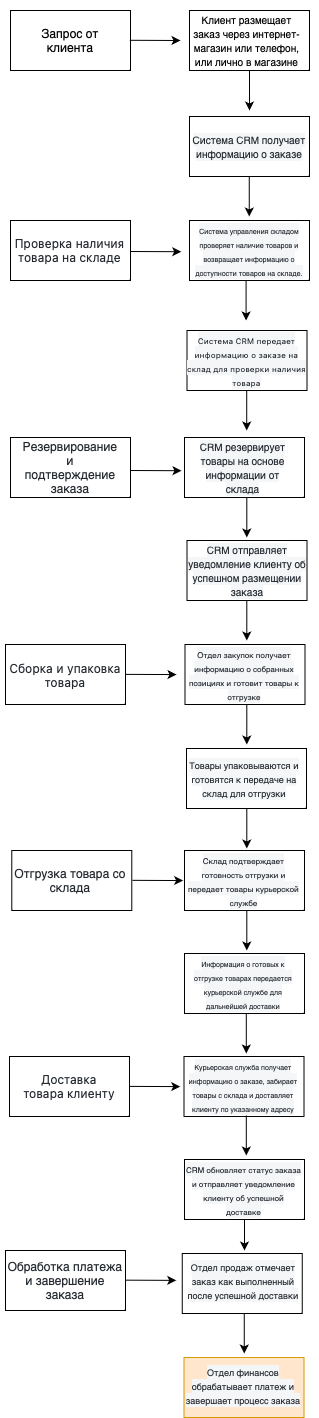 Запрос от
клиента
Клиент размещает
заказ через интернет-
магазин или телефон,
или лично в магазине
Система CRM получает
информацию о заказе
Проверка наличия
товара на складе
Система управления складом
проверяет наличие товаров и
возвращает информацию о
доступности товаров на складе.
Система CRM передает
информацию о заказе на
склад для проверки наличия
товара
Резервирование
и
подтверждение
заказа
CRM резервирует
товары на основе
информации от
склада
CRM отправляет
уведомление клиенту об
успешном размещении
заказа
Сборка и упаковка
товара
Отдел закупок получает
информацию о собранных
позициях и готовит товары к
отгрузке
Товары упаковываются и
готовятся к передаче на
склад для отгрузки
Отгрузка товара со
склада
Склад подтверждает
готовность отгрузки и
передает товары курьерской
службе
Информация о готовых к
отгрузке товарах передается
курьерской службе для
дальнейшей доставки
Доставка
товара клиенту
Курьерская служба получает
информацию о заказе, забирает
товары с склада и доставляет
клиенту по указанному адресу
CRM обновляет статус заказа
и отправляет уведомление
клиенту об успешной
доставке
Обработка платежа
и завершение
заказа
Отдел продаж отмечает
заказ как выполненный
после успешной доставки
Отдел финансов
обрабатывает платеж и
завершает процесс заказа